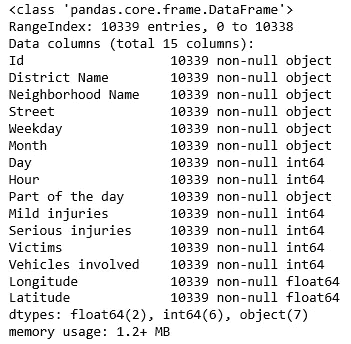 <class 'pandas.core.frame.DataFrame'>
RangeIndex: 10339 entries, 0 to 10338
Data columns (total 15 columns):
Id                   10339 non-null object
District Name        10339 non-null object
Neighborhood Name    10339 non-null object
Street               10339 non-null object
Weekday              10339 non-null object
Month                10339 non-null object
Day                  10339 non-null int64
Hour                 10339 non-null int64
Part of the day      10339 non-null object
Mild injuries        10339 non-null int64
Serious injuries     10339 non-null int64
Victims              10339 non-null int64
Vehicles involved    10339 non-null int64
Longitude            10339 non-null float64
Latitude             10339 non-null float64
dtypes: float64(2), int64(6), object(7)
memory usage: 1.2+ MB